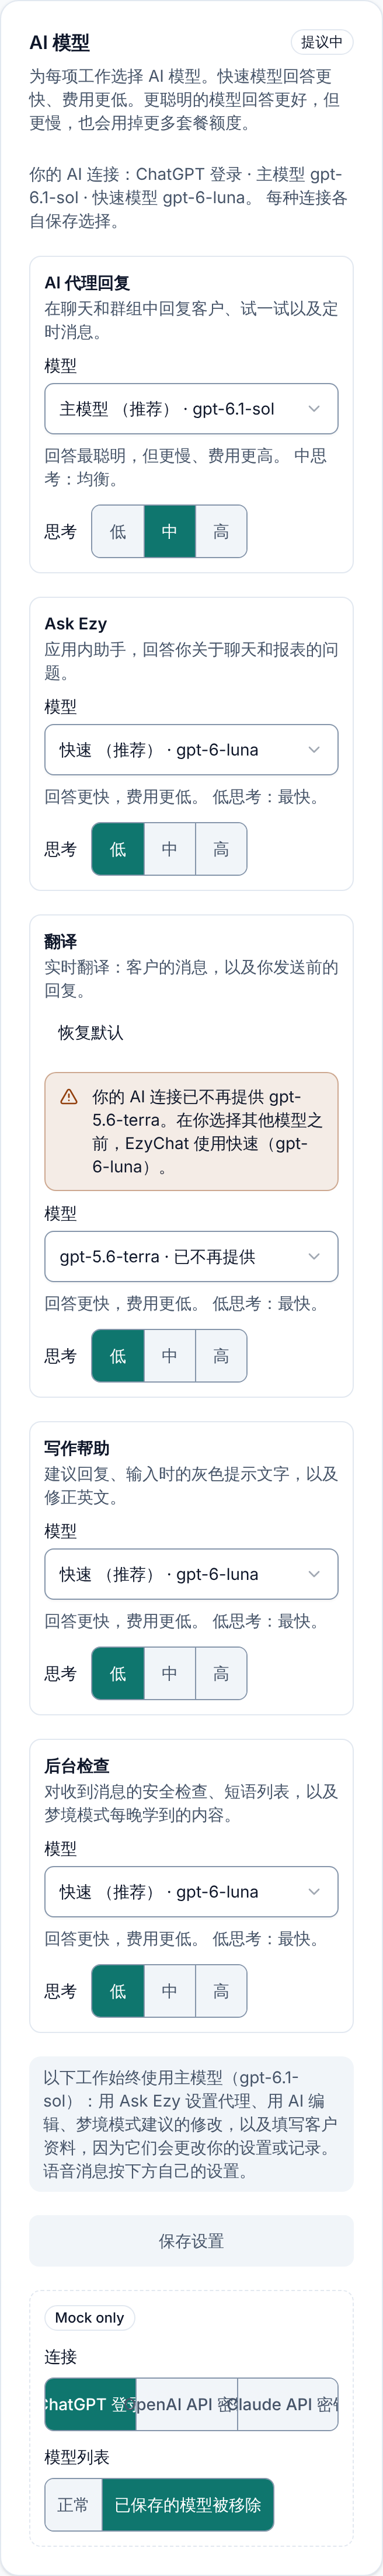 AI 模型
提议中
为每项工作选择 AI 模型。快速模型回答更
快、费用更低。更聪明的模型回答更好，但
更慢，也会用掉更多套餐额度。
你的 AI 连接：ChatGPT 登录 · 主模型 gpt-
6.1-sol · 快速模型 gpt-6-luna。 每种连接各
自保存选择。
AI 代理回复
在聊天和群组中回复客户、试一试以及定
时消息。
模型
主模型 （推荐） · gpt-6.1-sol
回答最聪明，但更慢、费用更高。 中思
考：均衡。
思考 低 中 高
Ask Ezy
应用内助手，回答你关于聊天和报表的问
题。
模型
快速 （推荐） · gpt-6-luna
回答更快，费用更低。 低思考：最快。
思考 低 中 高
翻译
实时翻译：客户的消息，以及你发送前的
回复。
恢复默认
你的 AI 连接已不再提供 gpt-
5.6-terra。在你选择其他模型之
前，EzyChat 使用快速（gpt-
6-luna）。
模型
gpt-5.6-terra · 已不再提供
回答更快，费用更低。 低思考：最快。
思考 低 中 高
写作帮助
建议回复、输入时的灰色提示文字，以及
修正英文。
模型
快速 （推荐） · gpt-6-luna
回答更快，费用更低。 低思考：最快。
思考 低 中 高
后台检查
对收到消息的安全检查、短语列表，以及
梦境模式每晚学到的内容。
模型
快速 （推荐） · gpt-6-luna
回答更快，费用更低。 低思考：最快。
思考 低 中 高
以下工作始终使用主模型（gpt-6.1-
sol）：用 Ask Ezy 设置代理、用 AI 编
辑、梦境模式建议的修改，以及填写客户
资料，因为它们会更改你的设置或记录。
语音消息按下方自己的设置。
保存设置
Mock only
连接
hatGPT 登 penAI API 密 laude API 密
模型列表
正常 已保存的模型被移除